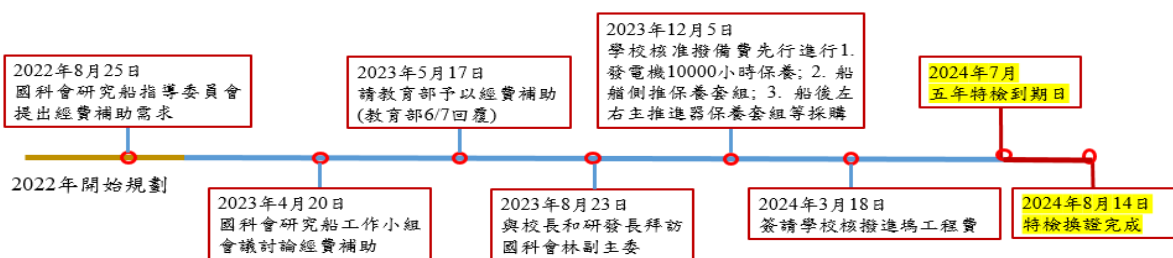 2022年8月25日
國科會研究船指導委員會
提出經費補助需求
2023年5月17日
請教育部予以經費補助
(教育部6/7回覆)
2023年12月5日
學校核准撥備費先行進行1.
發電機10000小時保養; 2. 船
艏側推保養套組; 3. 船後左
右主推進器保養套組等採購
2024年7月
五年特檢到期日
2022年開始規劃
2023年4月20日
國科會研究船工作小組
會議討論經費補助
2023年8月23日
與校長和研發長拜訪
國科會林副主委
2024年3月18日
簽請學校核撥進塢工程費
2024年8月14日
特檢換證完成